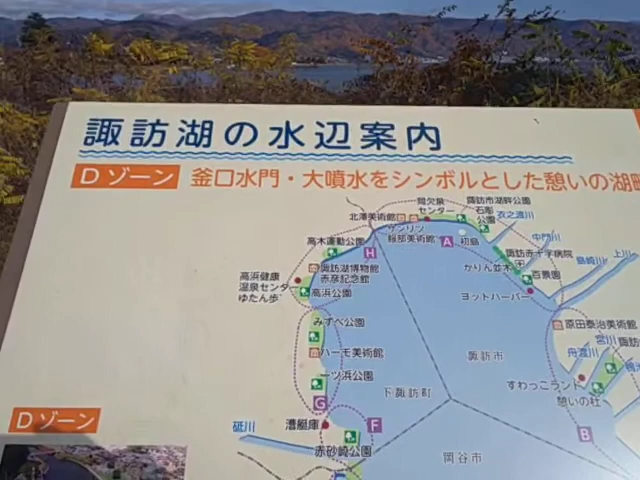 諏訪湖の水辺案内
Dゾーン
釜口水門・大噴水をシンボルとした憩いの湖畔
間欠泉
センター
諏訪市湖畔公園
石彫
公園
北澤美術館
サンリツ
服部美術館
衣之渡川
高木運動公園
A
初島
中門川
H
諏訪赤十字病院
島崎川
上川
諏訪湖博物館
赤彦記念館
かりん並木
百景園
高浜健康
温泉センター
ゆたん歩゜
高浜公園
ヨットハーバー
みずべ公園
原田泰治美術館
宮川
諏訪
ハーモ美術館
諏訪市
舟渡川
一ツ浜公園
すわっこランド
下諏訪町
憩いの杜
G
Dゾーン
砥川
漕艇庫
F
B
赤砂崎公園
岡谷市